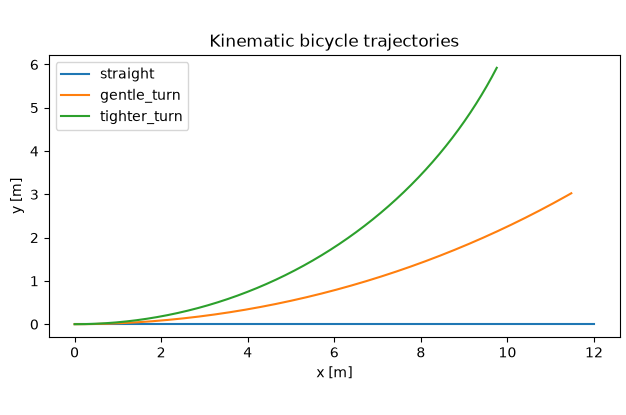 Kinematic bicycle trajectories
straight
gentle_turn
tighter_turn
6
5
4
3
2
1
0
y [m]
0 2 4 6 8 10 12
x [m]